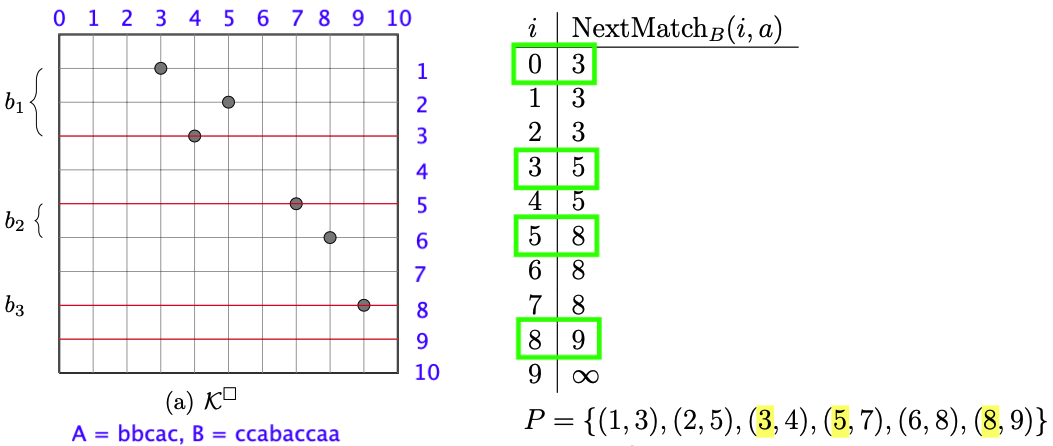 0 1 2 3 4 5 6 7 8 9 10
1
b₁ { 2
3
4
b₂ { 5
6
7
b₃ 8
9
10
(a) 𝒦□
A = bbcac, B = ccabaccaa
i NextMatch_B(i, a)
0 3
1 3
2 3
3 5
4 5
5 8
6 8
7 8
8 9
9 ∞
P = {(1, 3), (2, 5), (3, 4), (5, 7), (6, 8), (8, 9)}